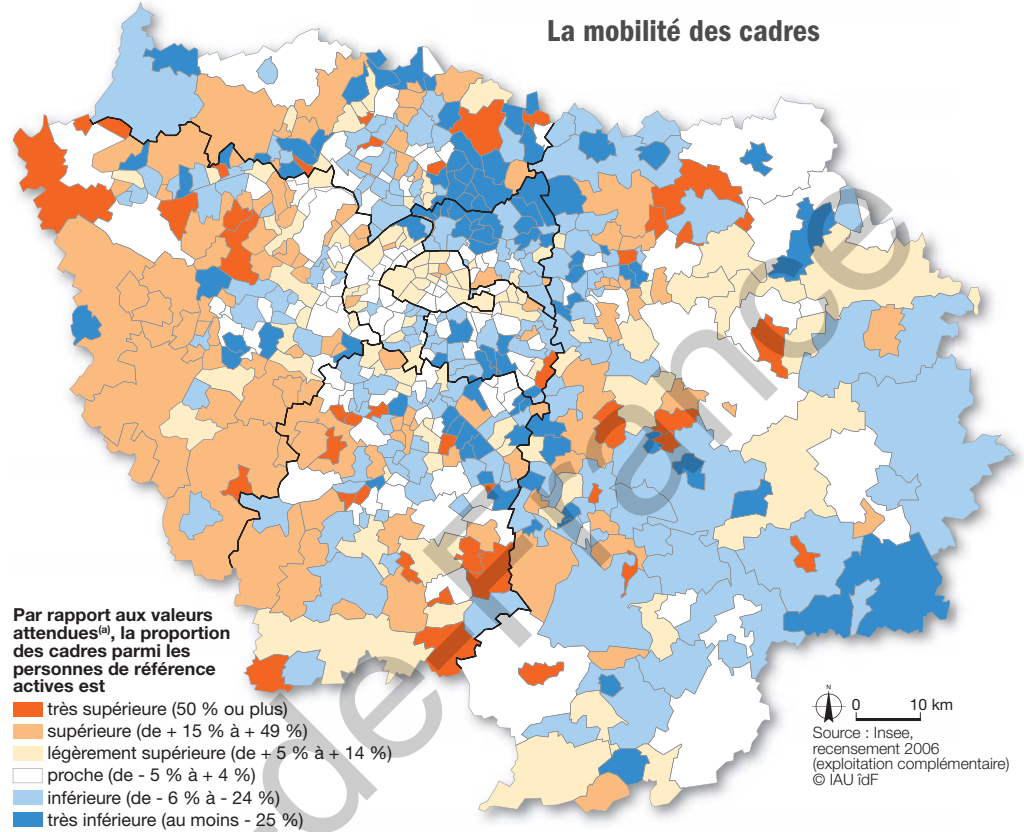 La mobilité des cadres
Par rapport aux valeurs
attendues(a), la proportion
des cadres parmi les
personnes de référence
actives est
très supérieure (50 % ou plus)
supérieure (de + 15 % à + 49 %)
légèrement supérieure (de + 5 % à + 14 %)
proche (de - 5 % à + 4 %)
inférieure (de - 6 % à - 24 %)
très inférieure (au moins - 25 %)
N
0 10 km
Source : Insee,
recensement 2006
(exploitation complémentaire)
© IAU îdF
de France